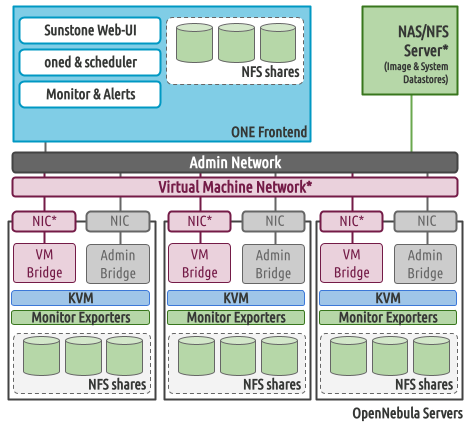 Sunstone Web-UI
oned & scheduler
Monitor & Alerts
NFS shares
ONE Frontend
NAS/NFS
Server*
(Image & System
Datastores)
Admin Network
Virtual Machine Network*
NIC*
NIC
NIC*
NIC
NIC*
NIC
VM
Bridge
Admin
Bridge
VM
Bridge
Admin
Bridge
VM
Bridge
Admin
Bridge
KVM
KVM
KVM
Monitor Exporters
Monitor Exporters
Monitor Exporters
NFS shares
NFS shares
NFS shares
OpenNebula Servers